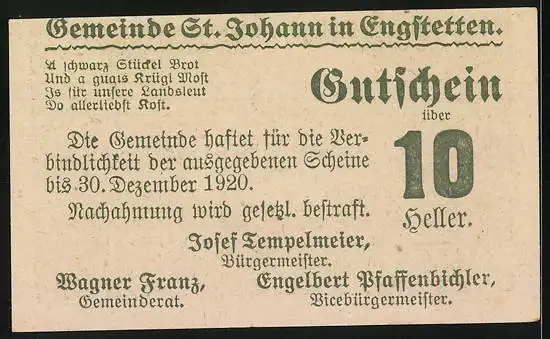 Gemeinde St. Johann in Engstetten.
A schwarz Stückel Brot
Und a guats Krügl Most
Is für unsere Landsleut
Do allerliebst Kost.
Gutschein
über
10
Heller.
Die Gemeinde haftet für die Ver-
bindlichkeit der ausgegebenen Scheine
bis 30. Dezember 1920.
Nachahmung wird gesetzl. bestraft.
Josef Tempelmeier,
Bürgermeister.
Wagner Franz,
Gemeinderat.
Engelbert Pfaffenbichler,
Vicebürgermeister.